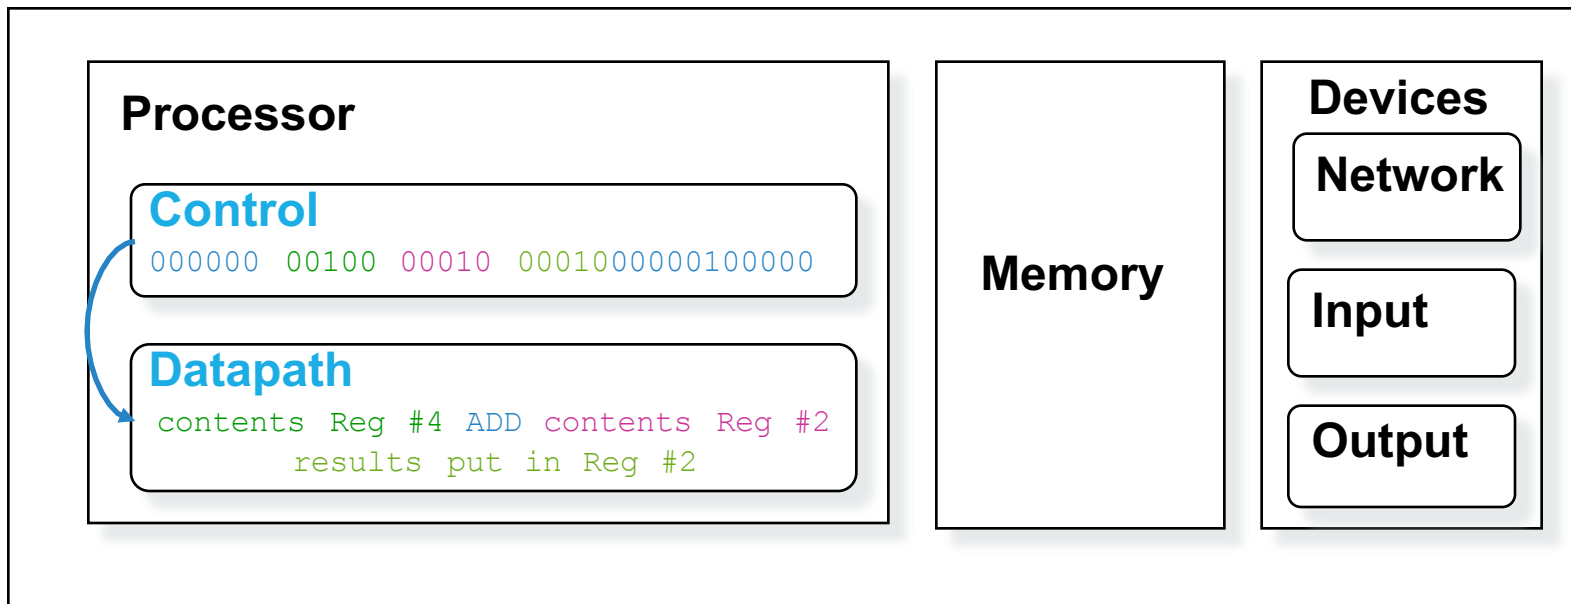 Processor
Control
000000 00100 00010 0001000000100000
Datapath
contents Reg #4 ADD contents Reg #2
results put in Reg #2
Memory
Devices
Network
Input
Output